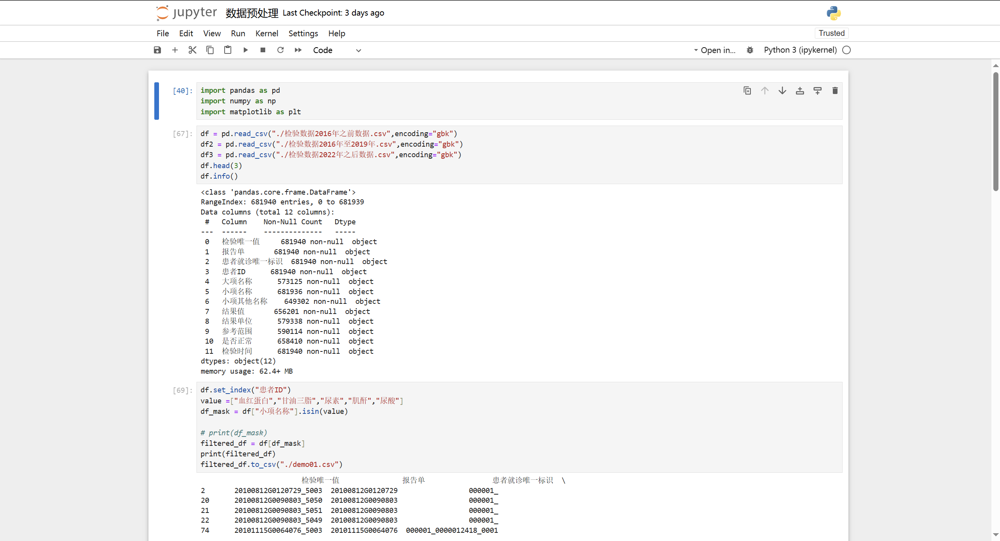 jupyter 数据预处理 Last Checkpoint: 3 days ago
File Edit View Run Kernel Settings Help Trusted
Code Open in... Python 3 (ipykernel)
[40]: import pandas as pd
import numpy as np
import matplotlib as plt
[67]: df = pd.read_csv("./检验数据2016年之前数据.csv",encoding="gbk")
df2 = pd.read_csv("./检验数据2016年至2019年.csv",encoding="gbk")
df3 = pd.read_csv("./检验数据2022年之后数据.csv",encoding="gbk")
df.head(3)
df.info()
<class 'pandas.core.frame.DataFrame'>
RangeIndex: 681940 entries, 0 to 681939
Data columns (total 12 columns):
# Column Non-Null Count Dtype
--- ------ -------------- -----
0 检验唯一值 681940 non-null object
1 报告单 681940 non-null object
2 患者就诊唯一标识 681940 non-null object
3 患者ID 681940 non-null object
4 大项名称 573125 non-null object
5 小项名称 681936 non-null object
6 小项其他名称 649302 non-null object
7 结果值 656201 non-null object
8 结果单位 579338 non-null object
9 参考范围 590114 non-null object
10 是否正常 658410 non-null object
11 检验时间 681940 non-null object
dtypes: object(12)
memory usage: 62.4+ MB
[69]: df.set_index("患者ID")
value =["血红蛋白","甘油三脂","尿素","肌酐","尿酸"]
df_mask = df["小项名称"].isin(value)
# print(df_mask)
filtered_df = df[df_mask]
print(filtered_df)
filtered_df.to_csv("./demo01.csv")
检验唯一值 报告单 患者就诊唯一标识 \
2 20100812G0120729_5003 20100812G0120729 000001_
20 20100812G0090803_5050 20100812G0090803 000001_
21 20100812G0090803_5051 20100812G0090803 000001_
22 20100812G0090803_5049 20100812G0090803 000001_
74 20101115G0064076_5003 20101115G0064076 000001_0000012418_0001